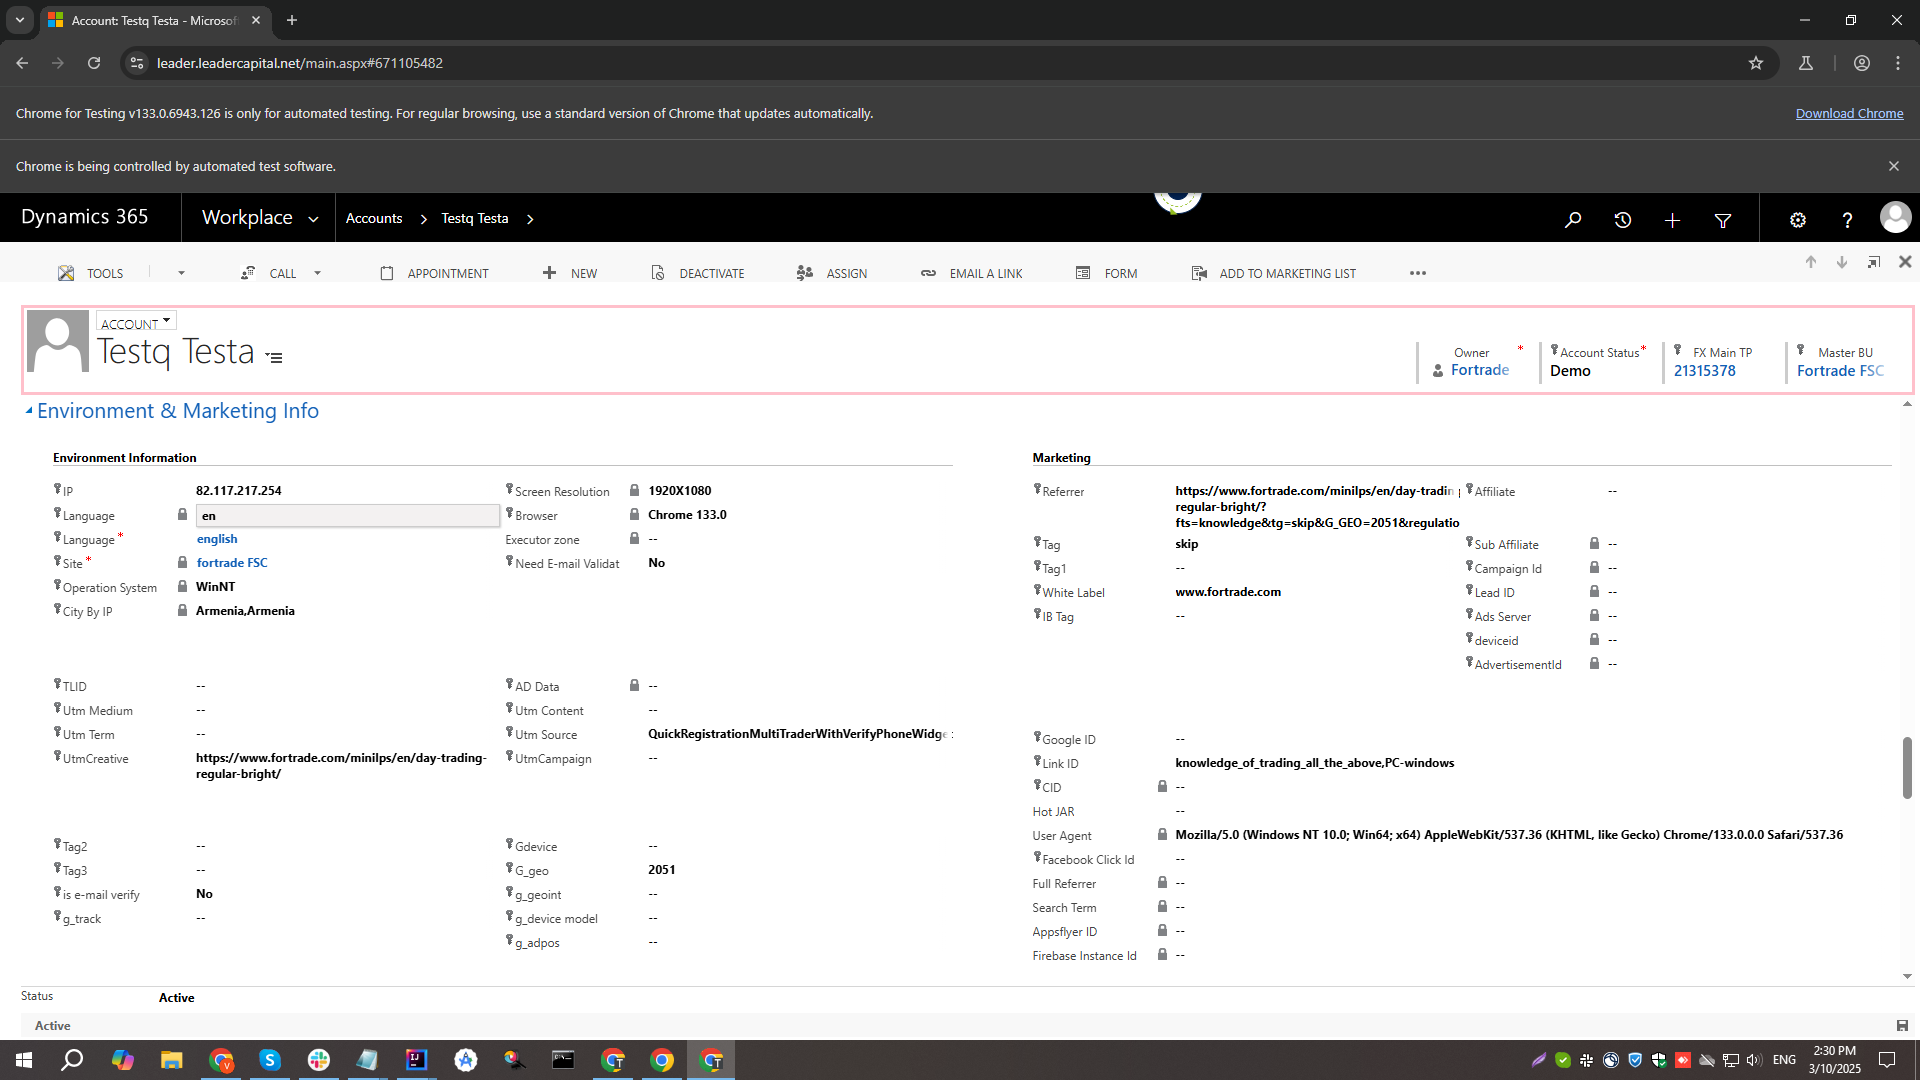 Account: Testq Testa - Microsof
leader.leadercapital.net/main.aspx#671105482
Chrome for Testing v133.0.6943.126 is only for automated testing. For regular browsing, use a standard version of Chrome that updates automatically.
Download Chrome
Chrome is being controlled by automated test software.
Dynamics 365
Workplace
Accounts
Testq Testa
TOOLS
CALL
APPOINTMENT
NEW
DEACTIVATE
ASSIGN
EMAIL A LINK
FORM
ADD TO MARKETING LIST
ACCOUNT
Testq Testa
Owner *
Fortrade
Account Status *
Demo
FX Main TP
21315378
Master BU
Fortrade FSC
Environment & Marketing Info
Environment Information
IP 82.117.217.254
Language en
Language * english
Site * fortrade FSC
Operation System WinNT
City By IP Armenia,Armenia
Screen Resolution 1920X1080
Browser Chrome 133.0
Executor zone --
Need E-mail Validat No
TLID --
Utm Medium --
Utm Term --
UtmCreative https://www.fortrade.com/minilps/en/day-trading-
regular-bright/
AD Data --
Utm Content --
Utm Source QuickRegistrationMultiTraderWithVerifyPhoneWidge
UtmCampaign --
Tag2 --
Tag3 --
is e-mail verify No
g_track --
Gdevice --
G_geo 2051
g_geoint --
g_device model --
g_adpos --
Marketing
Referrer https://www.fortrade.com/minilps/en/day-tradin
regular-bright/?
fts=knowledge&tg=skip&G_GEO=2051&regulatio
Tag skip
Tag1 --
White Label www.fortrade.com
IB Tag --
Affiliate --
Sub Affiliate --
Campaign Id --
Lead ID --
Ads Server --
deviceid --
AdvertisementId --
Google ID --
Link ID knowledge_of_trading_all_the_above,PC-windows
CID --
Hot JAR --
User Agent Mozilla/5.0 (Windows NT 10.0; Win64; x64) AppleWebKit/537.36 (KHTML, like Gecko) Chrome/133.0.0.0 Safari/537.36
Facebook Click Id --
Full Referrer --
Search Term --
Appsflyer ID --
Firebase Instance Id --
Status Active
Active
ENG
2:30 PM
3/10/2025